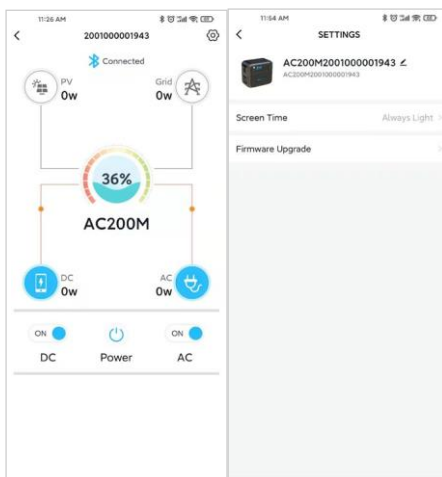 11:26 AM
2001000001943
Connected
PV
0w
Grid
0w
36%
AC200M
DC
0w
AC
0w
ON
ON
DC
Power
AC
11:54 AM
SETTINGS
AC200M2001000001943
AC200M2001000001943
Screen Time
Always Light
Firmware Upgrade